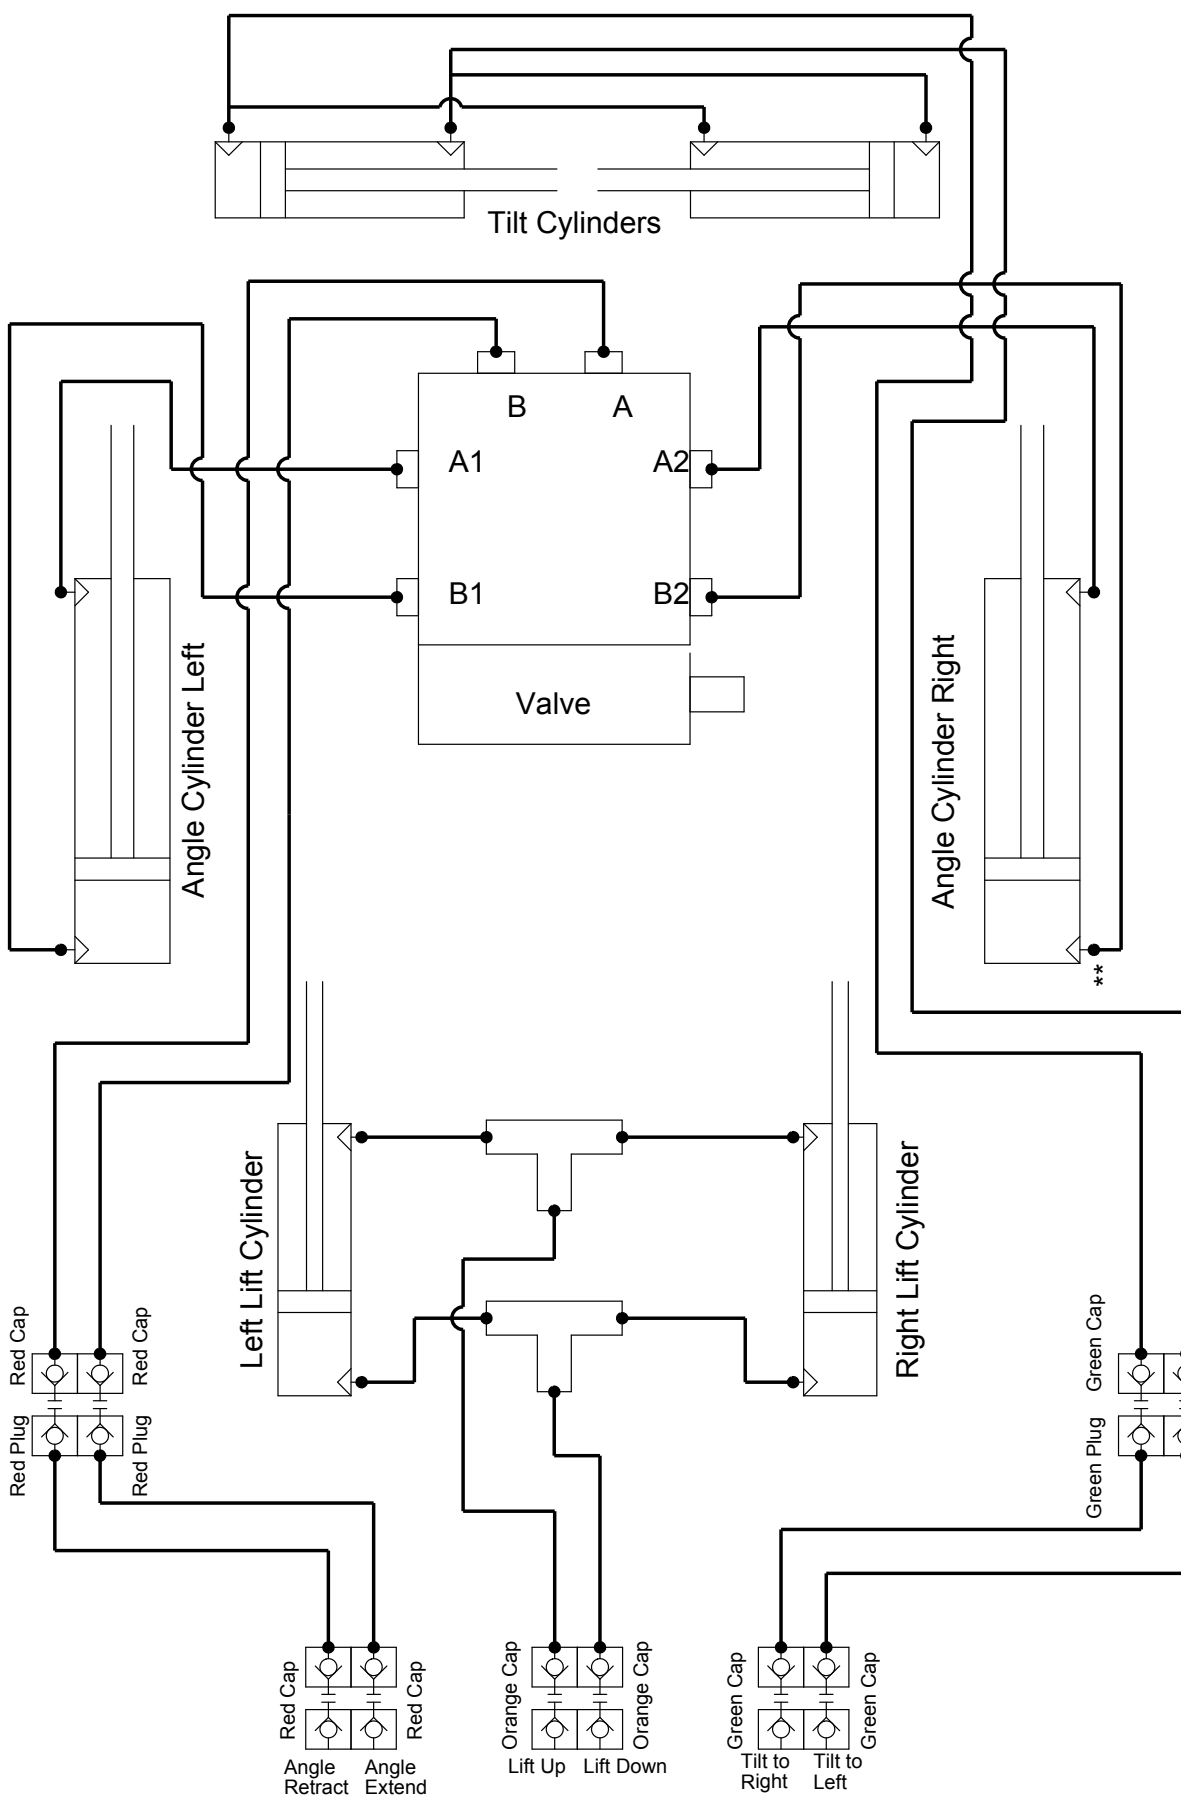 Tilt Cylinders
B
A
A1
A2
B1
B2
Valve
Angle Cylinder Left
Angle Cylinder Right
**
Left Lift Cylinder
Right Lift Cylinder
Red Cap
Red Cap
Green Cap
Red Plug
Red Plug
Green Plug
Red Cap
Red Cap
Orange Cap
Orange Cap
Green Cap
Green Cap
Angle
Retract
Angle
Extend
Lift Up
Lift Down
Tilt to
Right
Tilt to
Left